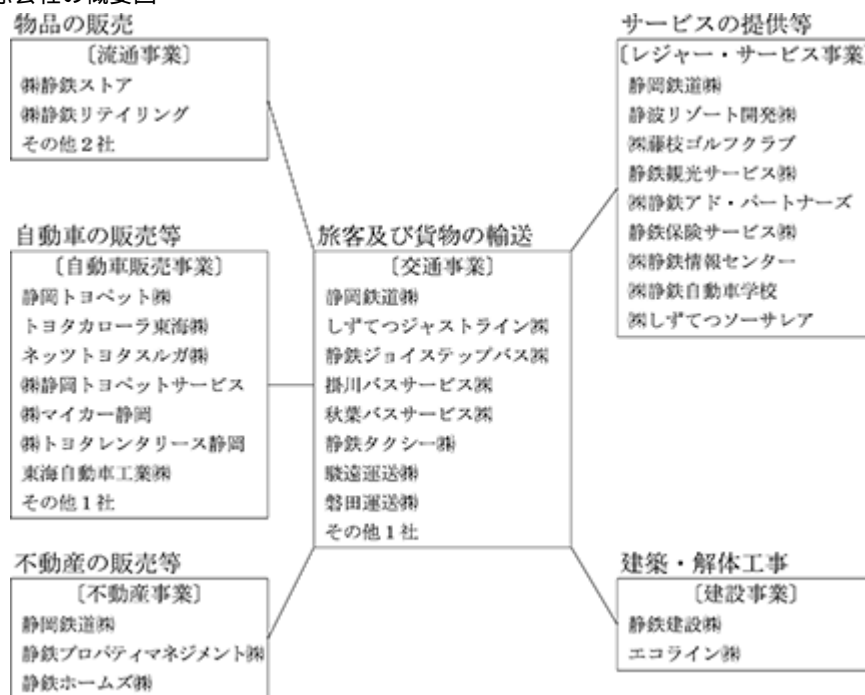 系会社の概要図
物品の販売
〔流通事業〕
㈱静鉄ストア
㈱静鉄リテイリング
その他2社
自動車の販売等
〔自動車販売事業〕
静岡トヨペット㈱
トヨタカローラ東海㈱
ネッツトヨタスルガ㈱
㈱静岡トヨペットサービス
㈱マイカー静岡
㈱トヨタレンタリース静岡
東海自動車工業㈱
その他1社
不動産の販売等
〔不動産事業〕
静岡鉄道㈱
静鉄プロパティマネジメント㈱
静鉄ホームズ㈱
旅客及び貨物の輸送
〔交通事業〕
静岡鉄道㈱
しずてつジャストライン㈱
静鉄ジョイステップバス㈱
掛川バスサービス㈱
秋葉バスサービス㈱
静鉄タクシー㈱
駿遠運送㈱
磐田運送㈱
その他1社
サービスの提供等
〔レジャー・サービス事業〕
静岡鉄道㈱
静波リゾート開発㈱
㈱藤枝ゴルフクラブ
静鉄観光サービス㈱
㈱静鉄アド・パートナーズ
静鉄保険サービス㈱
㈱静鉄情報センター
㈱静鉄自動車学校
㈱しずてつソーサレア
建築・解体工事
〔建設事業〕
静鉄建設㈱
エコライン㈱